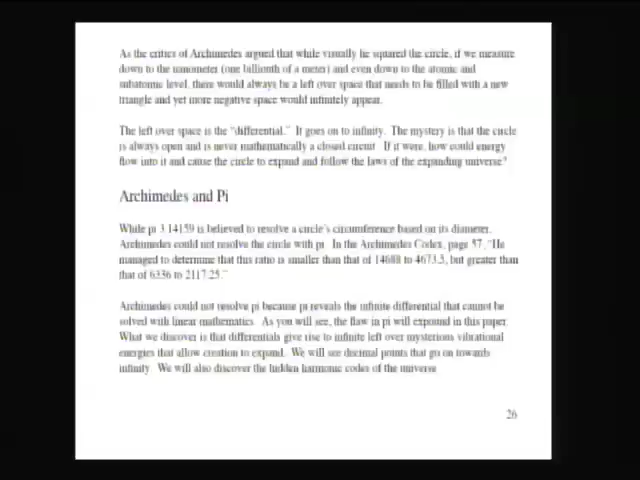 As the critics of Archimedes argued that while visually he squared the circle, if we measure
down to the nanometer (one billionth of a meter) and even down to the atomic and
subatomic level, there would always be a left over space that needs to be filled with a new
triangle and yet more negative space would infinitely appear.
The left over space is the "differential." It goes on to infinity. The mystery is that the circle
is always open and is never mathematically a closed circuit. If it were, how could energy
flow into it and cause the circle to expand and follow the laws of the expanding universe?
Archimedes and Pi
While pi 3.14159 is believed to resolve a circle's circumference based on its diameter.
Archimedes could not resolve the circle with pi. In the Archimedes Codex, page 57, "He
managed to determine that this ratio is smaller than that of 14688 to 4673.5, but greater than
that of 6336 to 2117.25."
Archimedes could not resolve pi because pi reveals the infinite differential that cannot be
solved with linear mathematics. As you will see, the flaw in pi will expound in this paper.
What we discover is that differentials give rise to infinite left over mysterious vibrational
energies that allow creation to expand. We will see decimal points that go on towards
infinity. We will also discover the hidden harmonic codes of the universe
26